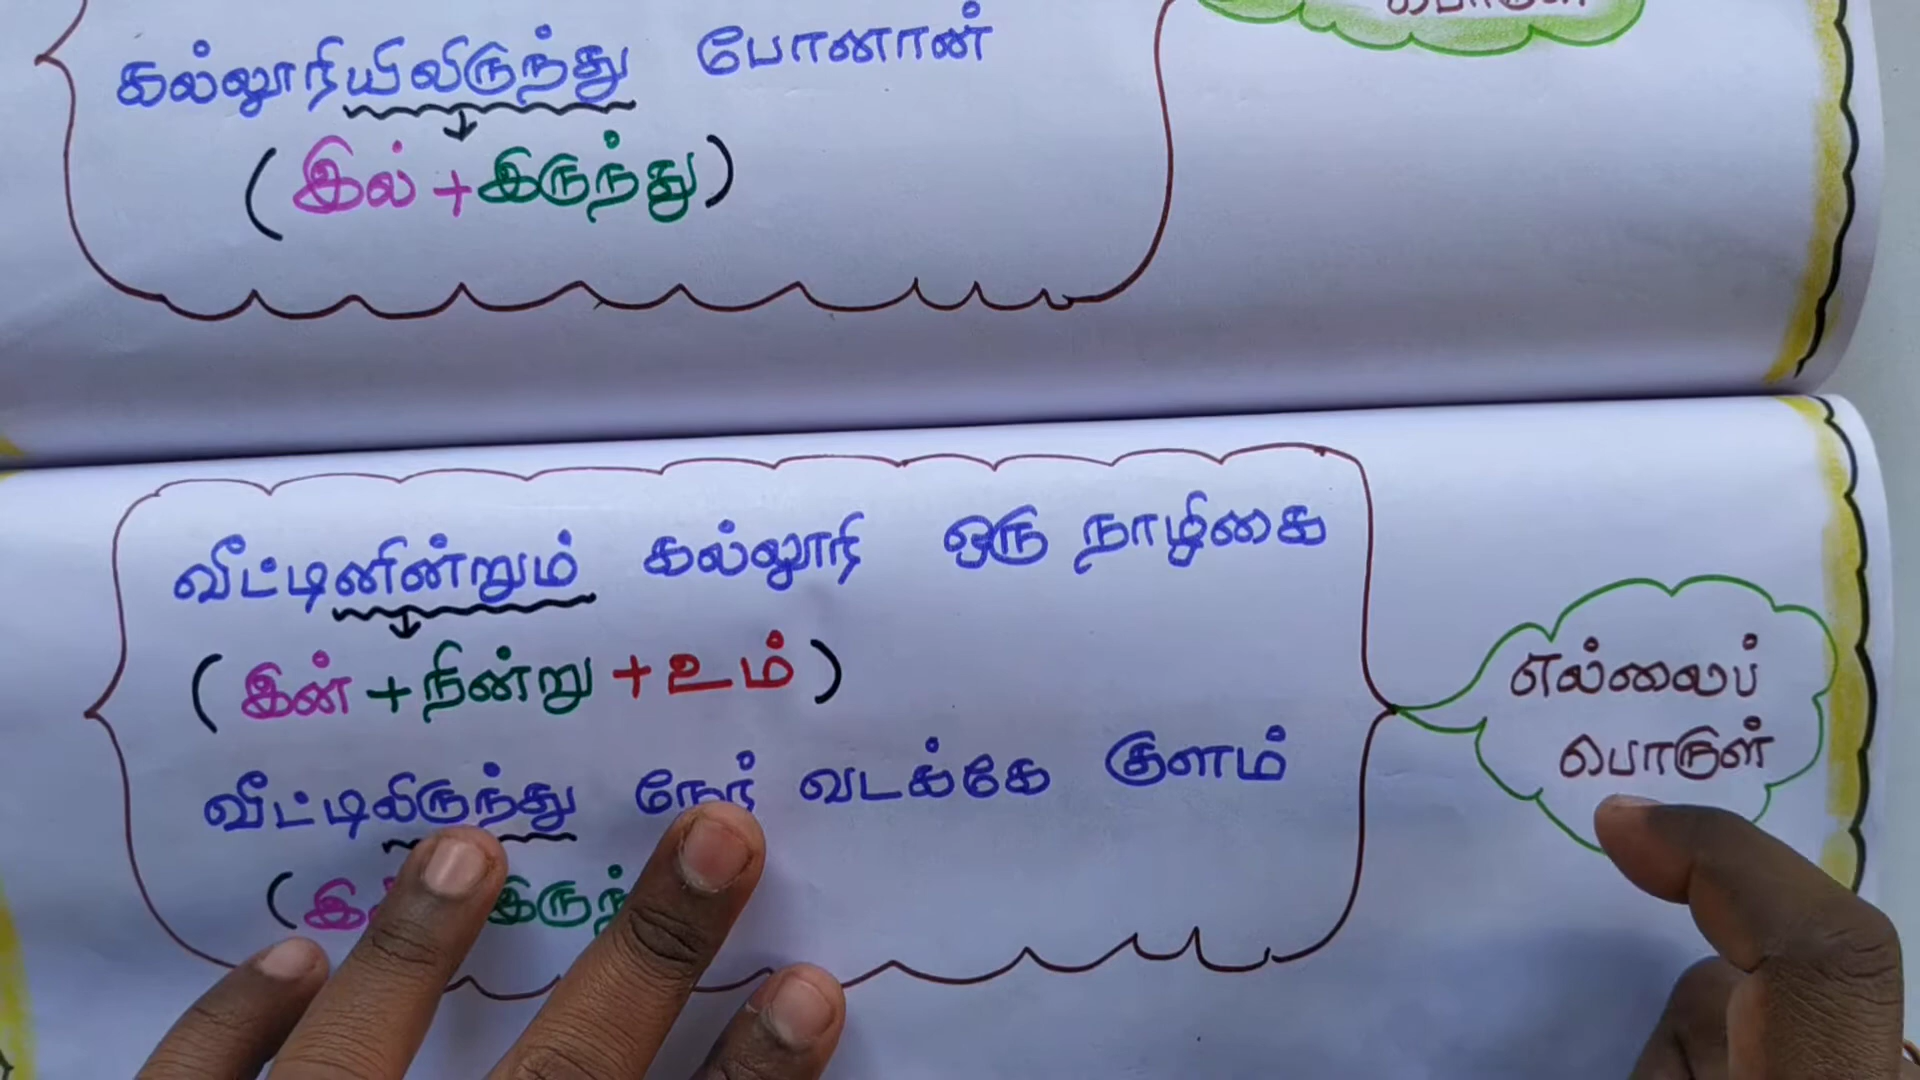 கல்லூரியிலிருந்து போனான்
(இல் + இருந்து)
வீட்டினின்றும் கல்லூரி ஒரு நாழிகை
(இன் + நின்று + உம்)
எல்லைப்
பொருள்
வீட்டிலிருந்து நேர் வடக்கே குளம்